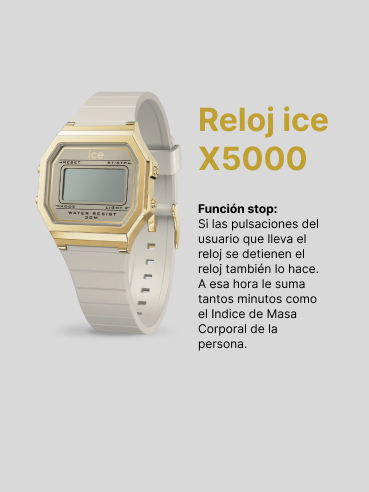 Reloj ice
X5000
Función stop:
Si las pulsaciones del
usuario que lleva el
reloj se detienen el
reloj también lo hace.
A esa hora le suma
tantos minutos como
el Indice de Masa
Corporal de la
persona.
ice
RESET ST/STP
MODE LIGHT
WATER RESIST
30M